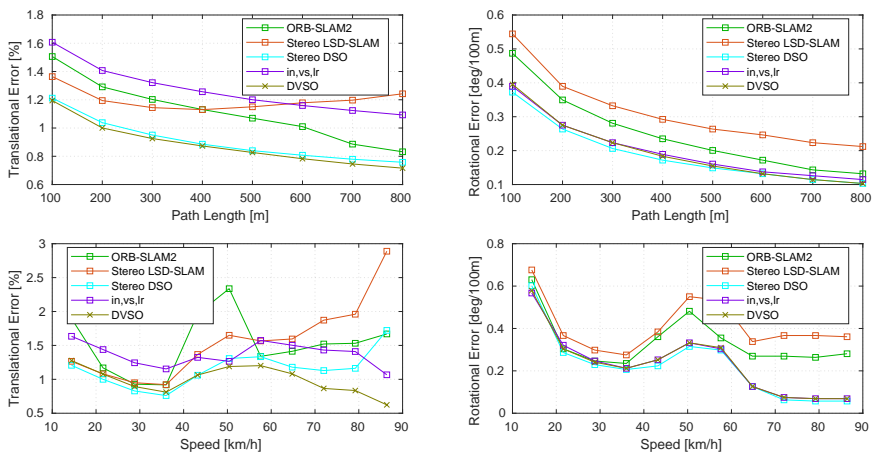 Translational Error [%]
1.8
1.6
1.4
1.2
1
0.8
0.6
ORB-SLAM2
Stereo LSD-SLAM
Stereo DSO
in,vs,lr
DVSO
100 200 300 400 500 600 700 800
Path Length [m]
Rotational Error [deg/100m]
0.6
0.5
0.4
0.3
0.2
0.1
ORB-SLAM2
Stereo LSD-SLAM
Stereo DSO
in,vs,lr
DVSO
100 200 300 400 500 600 700 800
Path Length [m]
Translational Error [%]
3
2.5
2
1.5
1
0.5
ORB-SLAM2
Stereo LSD-SLAM
Stereo DSO
in,vs,lr
DVSO
10 20 30 40 50 60 70 80 90
Speed [km/h]
Rotational Error [deg/100m]
0.8
0.6
0.4
0.2
0
ORB-SLAM2
Stereo LSD-SLAM
Stereo DSO
in,vs,lr
DVSO
10 20 30 40 50 60 70 80 90
Speed [km/h]